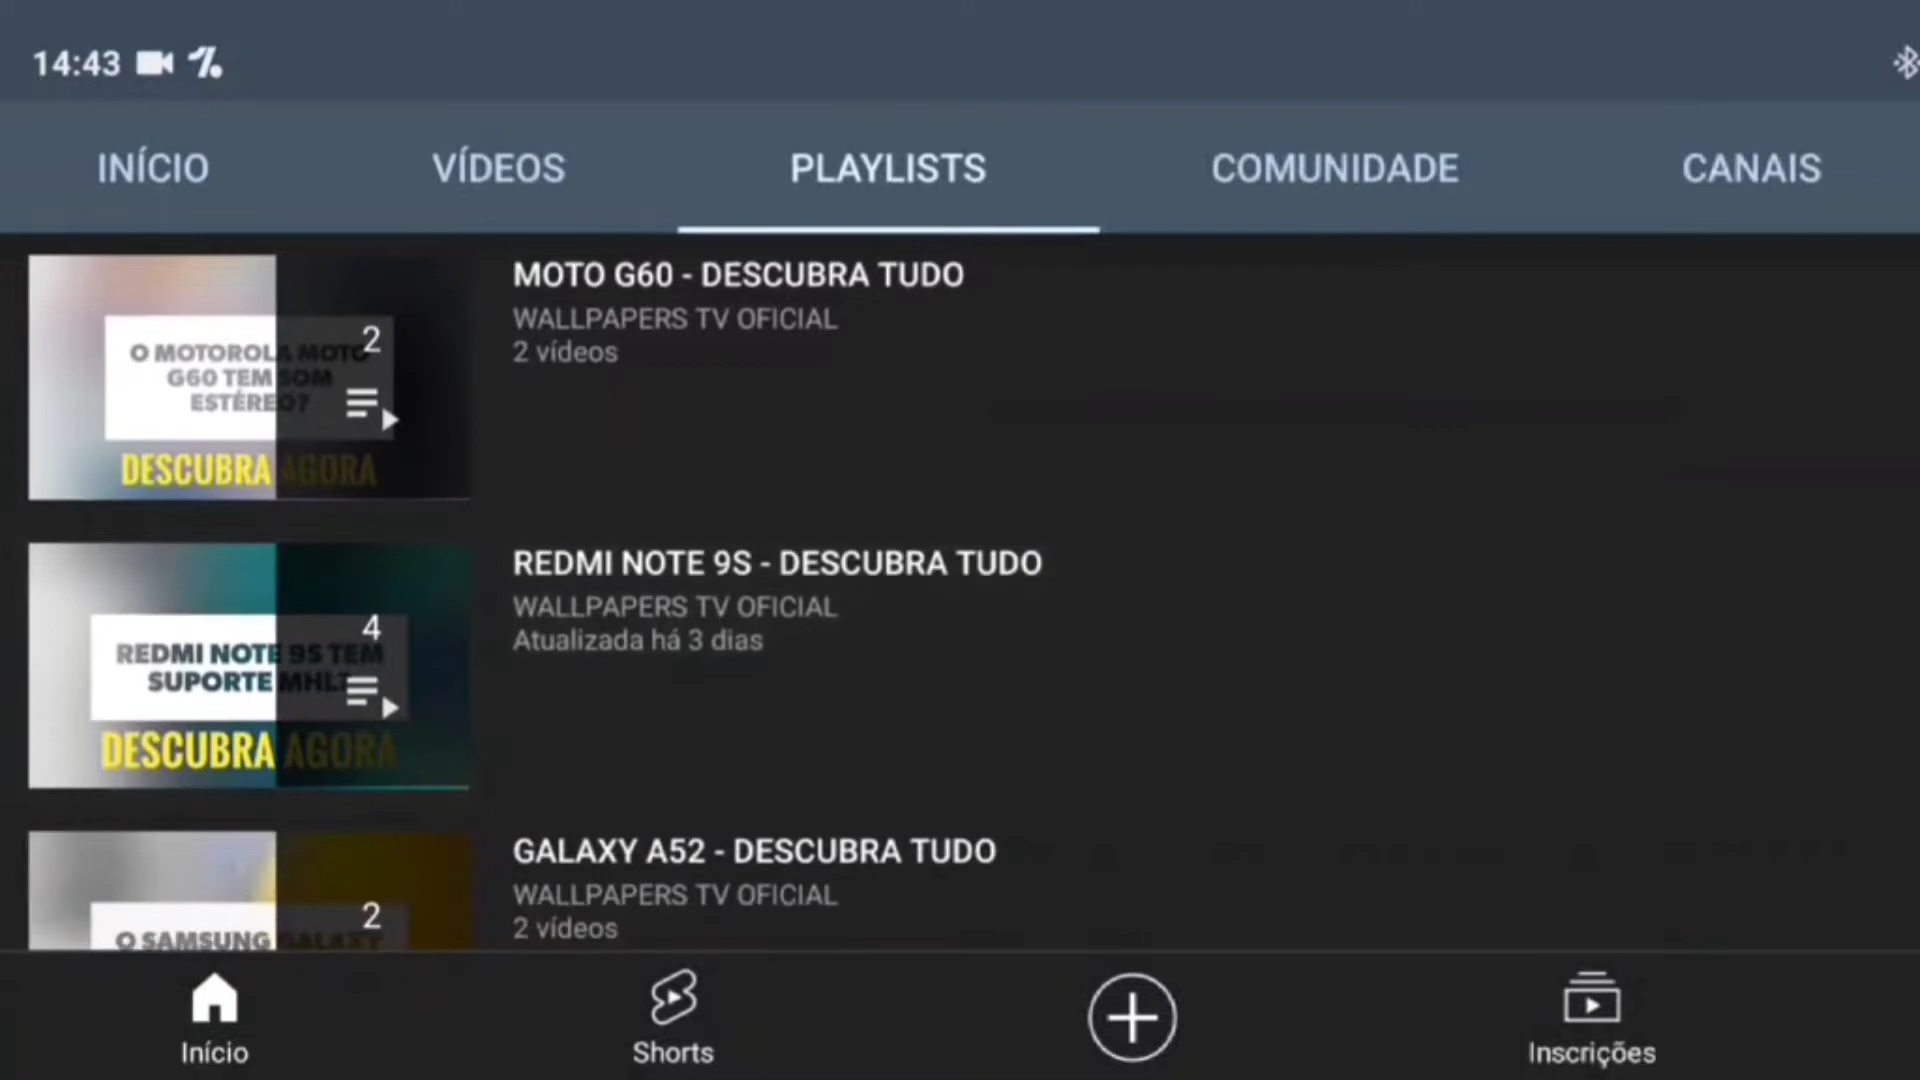 14:43
INÍCIO VÍDEOS PLAYLISTS COMUNIDADE CANAIS
O MOTOROLA MOTO
G60 TEM SOM
ESTÉREO?
2
DESCUBRA AGORA
MOTO G60 - DESCUBRA TUDO
WALLPAPERS TV OFICIAL
2 vídeos
REDMI NOTE 9S TEM
SUPORTE MHL?
4
DESCUBRA AGORA
REDMI NOTE 9S - DESCUBRA TUDO
WALLPAPERS TV OFICIAL
Atualizada há 3 dias
O SAMSUNG GALAXY
2
GALAXY A52 - DESCUBRA TUDO
WALLPAPERS TV OFICIAL
2 vídeos
Início Shorts Inscrições